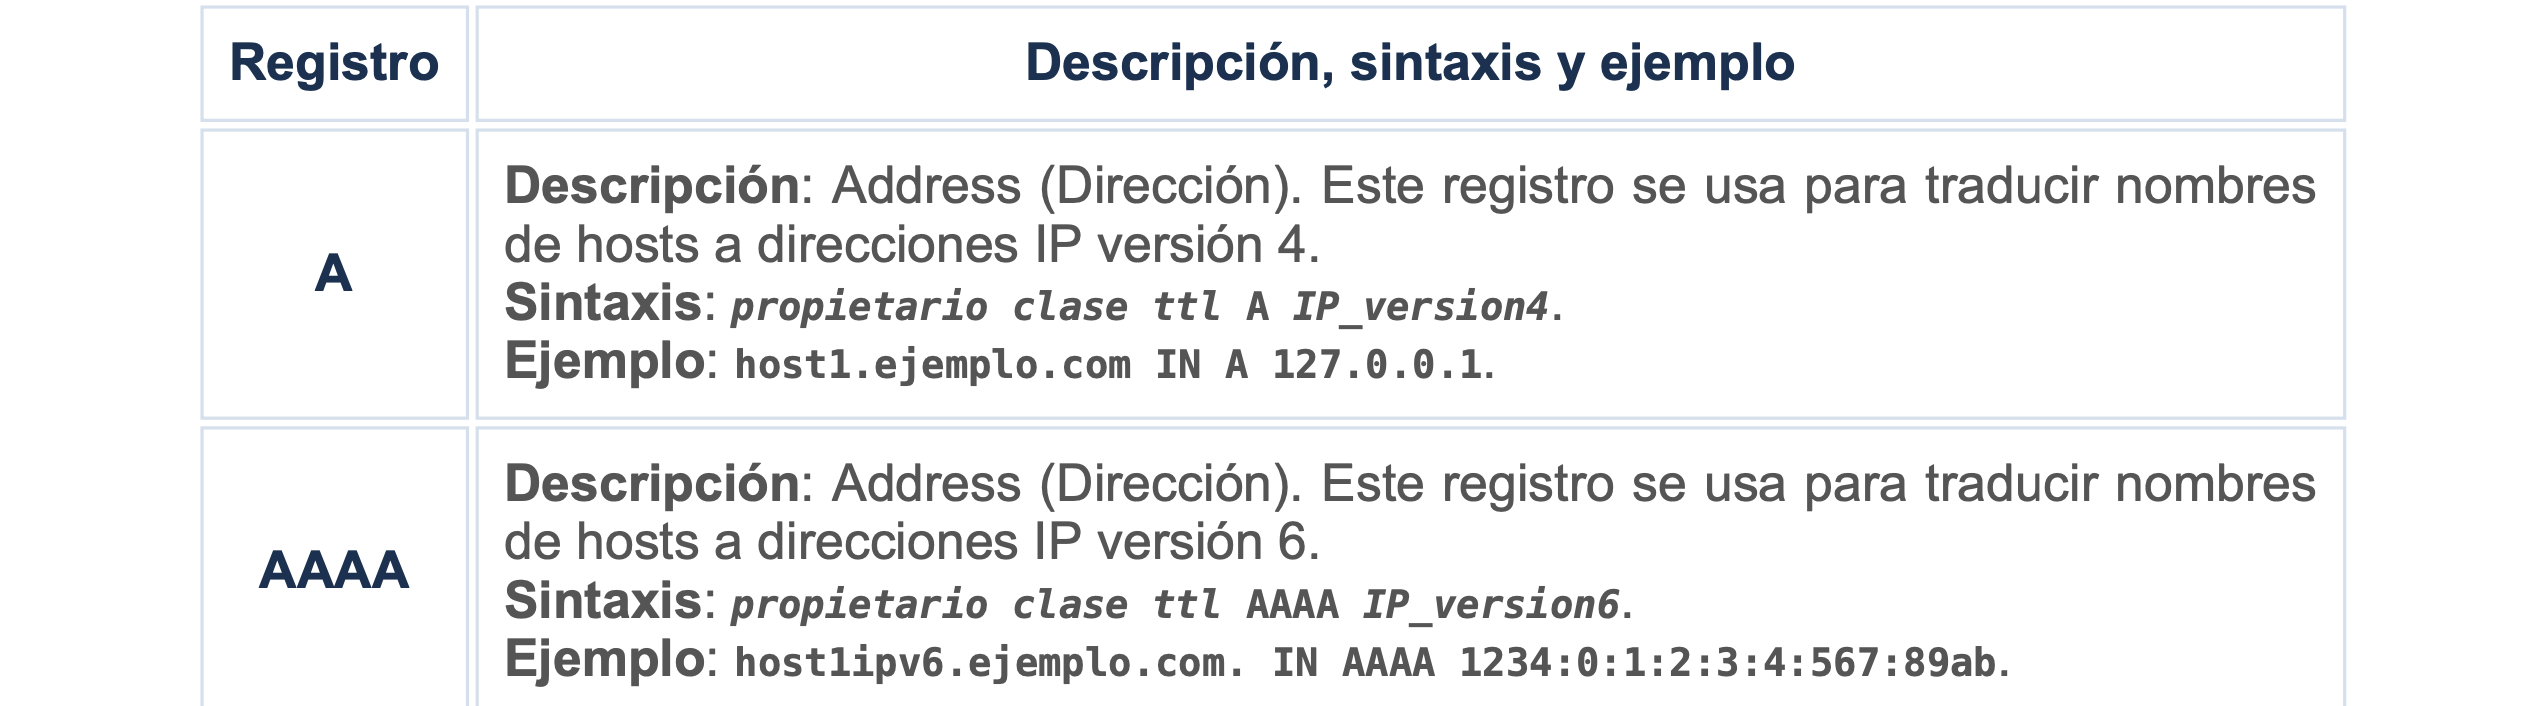 Registro
Descripción, sintaxis y ejemplo
A
Descripción: Address (Dirección). Este registro se usa para traducir nombres
de hosts a direcciones IP versión 4.
Sintaxis: propietario clase ttl A IP_version4.
Ejemplo: host1.ejemplo.com IN A 127.0.0.1.
AAAA
Descripción: Address (Dirección). Este registro se usa para traducir nombres
de hosts a direcciones IP versión 6.
Sintaxis: propietario clase ttl AAAA IP_version6.
Ejemplo: host1ipv6.ejemplo.com. IN AAAA 1234:0:1:2:3:4:567:89ab.